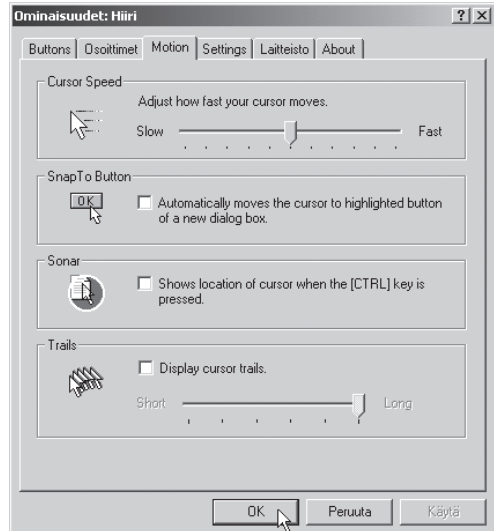 Ominaisuudet: Hiiri
Buttons Osoittimet Motion Settings Laitteisto About
Cursor Speed
Adjust how fast your cursor moves.
Slow Fast
SnapTo Button
OK
Automatically moves the cursor to highlighted button
of a new dialog box.
Sonar
Shows location of cursor when the [CTRL] key is
pressed.
Trails
Display cursor trails.
Short Long
OK Peruuta Käytä